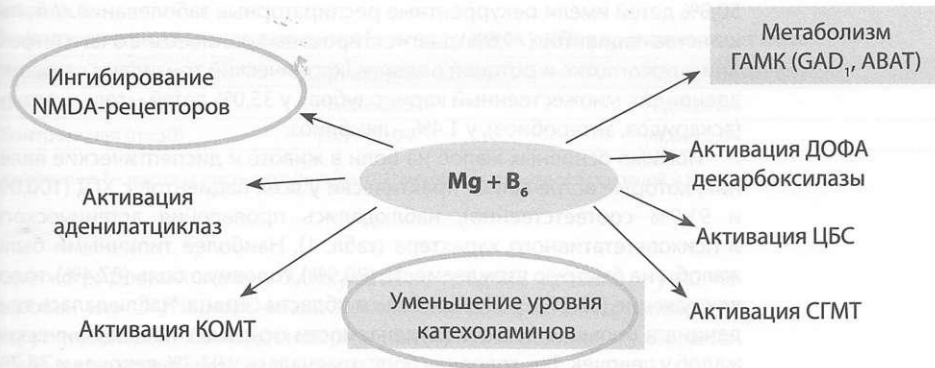 Метаболизм
ГАМК (GAD₁, ABAT)
Ингибирование
NMDA-рецепторов
Активация ДОФА
декарбоксилазы
Mg + B₆
Активация
аденилатциклаз
Активация ЦБС
Уменьшение уровня
катехоламинов
Активация СГМТ
Активация КОМТ